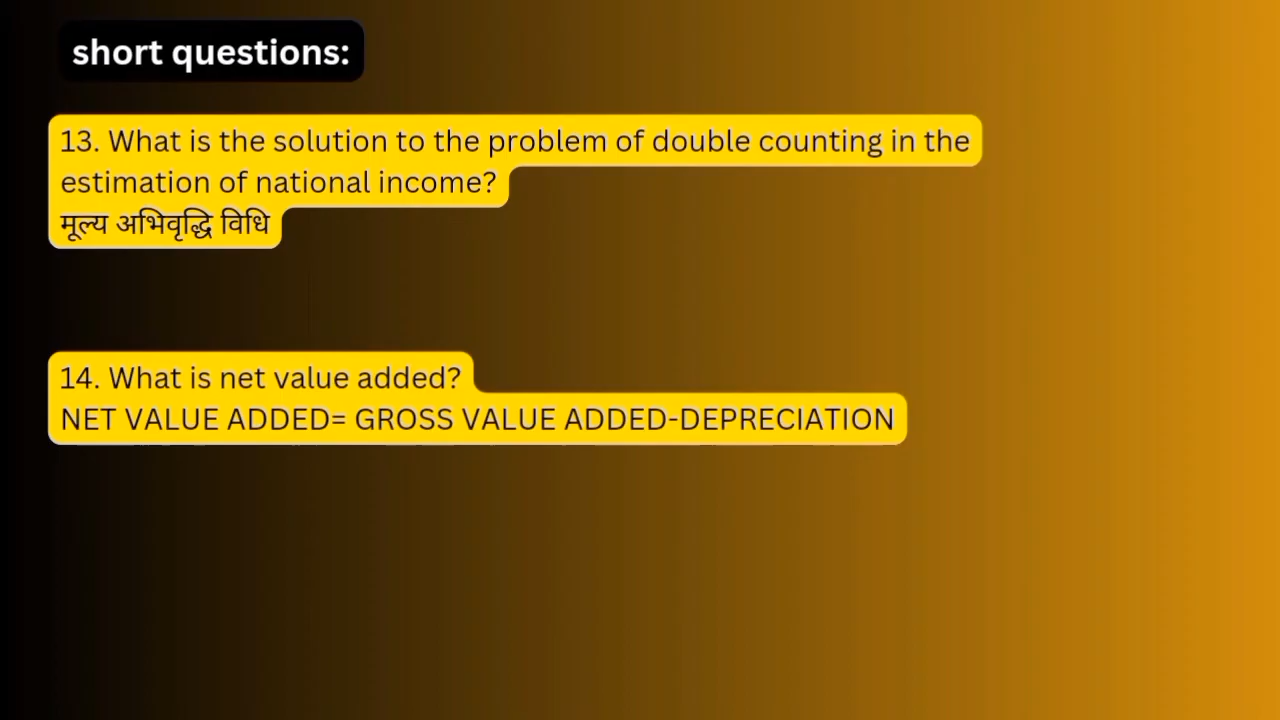 short questions:
13. What is the solution to the problem of double counting in the
estimation of national income?
मूल्य अभिवृद्धि विधि
14. What is net value added?
NET VALUE ADDED= GROSS VALUE ADDED-DEPRECIATION